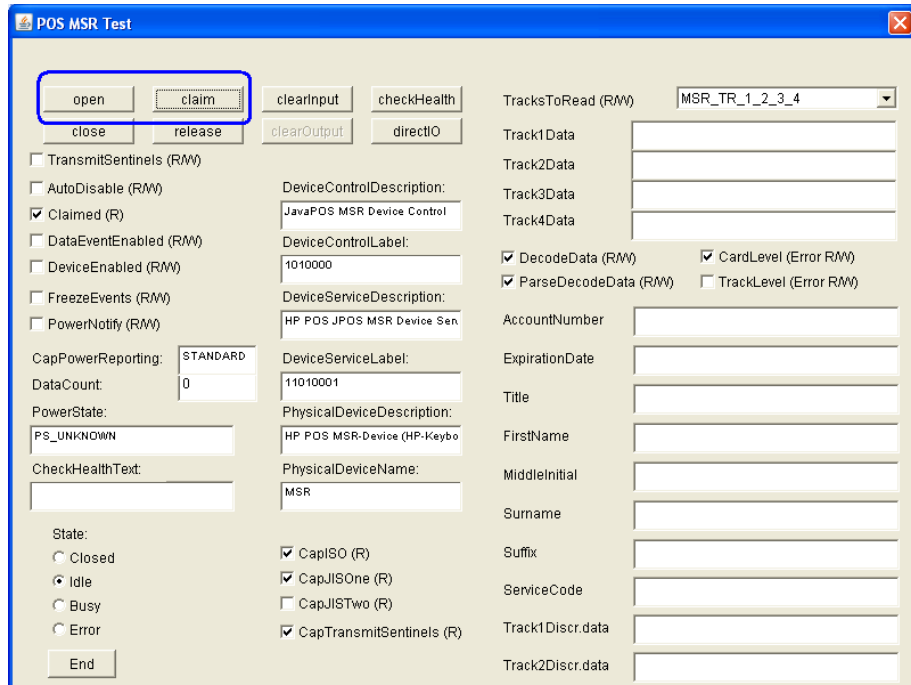 POS MSR Test
open claim clearInput checkHealth
close release clearOutput directIO
TransmitSentinels (R/W)
AutoDisable (R/W)
Claimed (R)
DataEventEnabled (R/W)
DeviceEnabled (R/W)
FreezeEvents (R/W)
PowerNotify (R/W)
CapPowerReporting: STANDARD
DataCount: 0
PowerState:
PS_UNKNOWN
CheckHealthText:
State:
Closed
Idle
Busy
Error
End
DeviceControlDescription:
JavaPOS MSR Device Control
DeviceControlLabel:
1010000
DeviceServiceDescription:
HP POS JPOS MSR Device Ser
DeviceServiceLabel:
11010001
PhysicalDeviceDescription:
HP POS MSR-Device (HP-Keybo
PhysicalDeviceName:
MSR
CapISO (R)
CapJISOne (R)
CapJISTwo (R)
CapTransmitSentinels (R)
TracksToRead (R/W) MSR_TR_1_2_3_4
Track1Data
Track2Data
Track3Data
Track4Data
DecodeData (R/W) CardLevel (Error R/W)
ParseDecodeData (R/W) TrackLevel (Error R/W)
AccountNumber
ExpirationDate
Title
FirstName
MiddleInitial
Surname
Suffix
ServiceCode
Track1Discr.data
Track2Discr.data